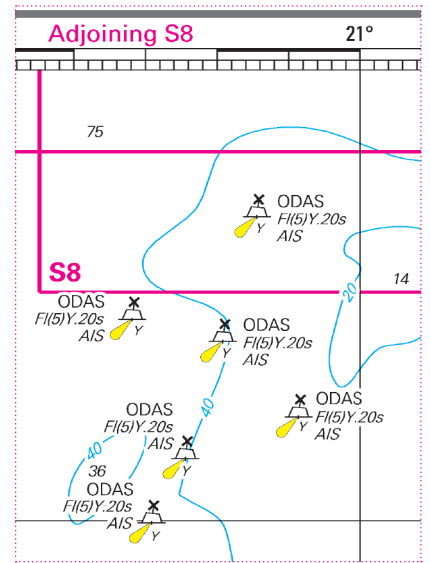 Adjoining S8
21°
75
ODAS
Fl(5)Y.20s
AIS
Y
S8
14
20
ODAS
Fl(5)Y.20s
AIS
Y
ODAS
Fl(5)Y.20s
AIS
Y
ODAS
Fl(5)Y.20s
AIS
Y
40
ODAS
Fl(5)Y.20s
AIS
Y
40
36
ODAS
Fl(5)Y.20s
AIS
Y